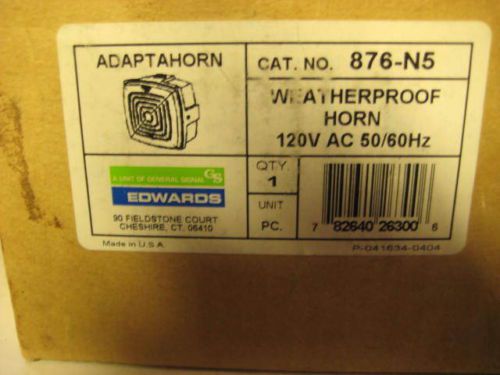 ADAPTAHORN
CAT. NO. 876-N5
WEATHERPROOF
HORN
120V AC 50/60Hz
A UNIT OF GENERAL SIGNAL GS
EDWARDS
90 FIELDSTONE COURT
CHESHIRE, CT. 06410
Made in U.S.A.
QTY.
1
UNIT
PC.
7 82640 26300 6
P-041634-0404